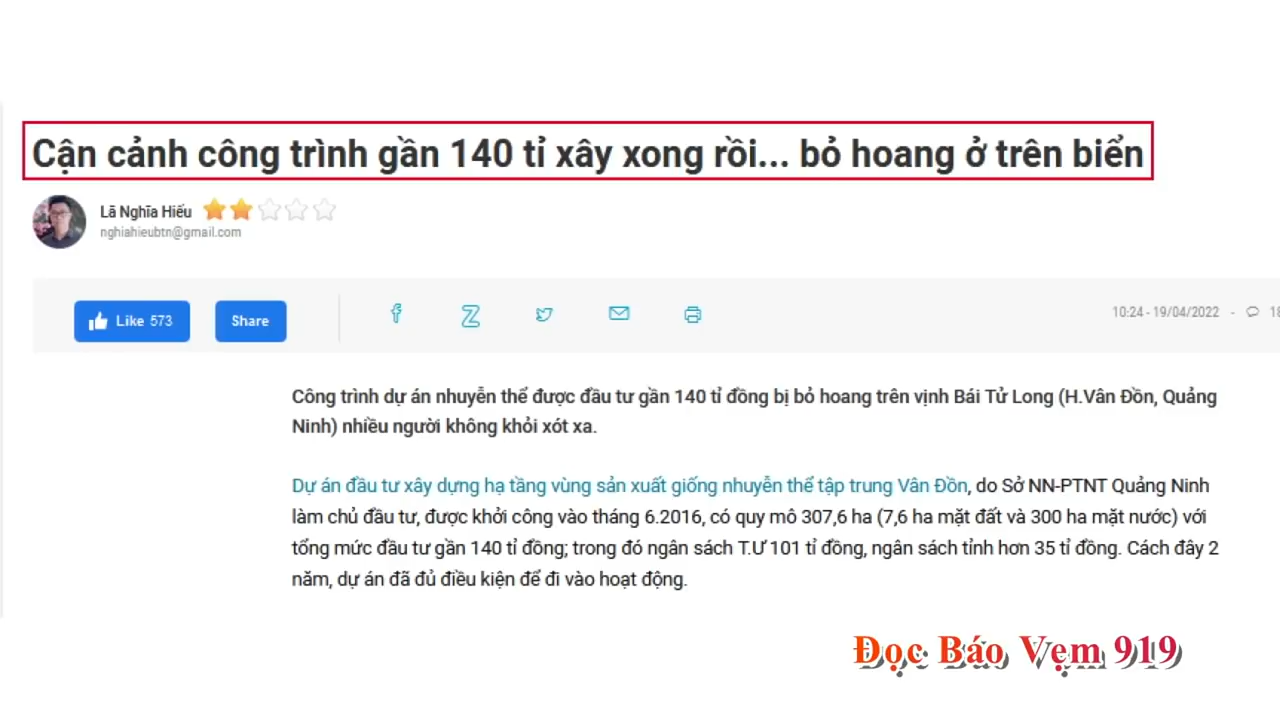 Cận cảnh công trình gần 140 tỉ xây xong rồi... bỏ hoang ở trên biển
Lã Nghĩa Hiếu
nghiahieubtn@gmail.com
Like 573
Share
10:24 - 19/04/2022 -
Công trình dự án nhuyễn thể được đầu tư gần 140 tỉ đồng bị bỏ hoang trên vịnh Bái Tử Long (H.Vân Đồn, Quảng
Ninh) nhiều người không khỏi xót xa.
Dự án đầu tư xây dựng hạ tầng vùng sản xuất giống nhuyễn thể tập trung Vân Đồn, do Sở NN-PTNT Quảng Ninh
làm chủ đầu tư, được khởi công vào tháng 6.2016, có quy mô 307,6 ha (7,6 ha mặt đất và 300 ha mặt nước) với
tổng mức đầu tư gần 140 tỉ đồng; trong đó ngân sách T.Ư 101 tỉ đồng, ngân sách tỉnh hơn 35 tỉ đồng. Cách đây 2
năm, dự án đã đủ điều kiện để đi vào hoạt động.
Đọc Báo Vẹm 919